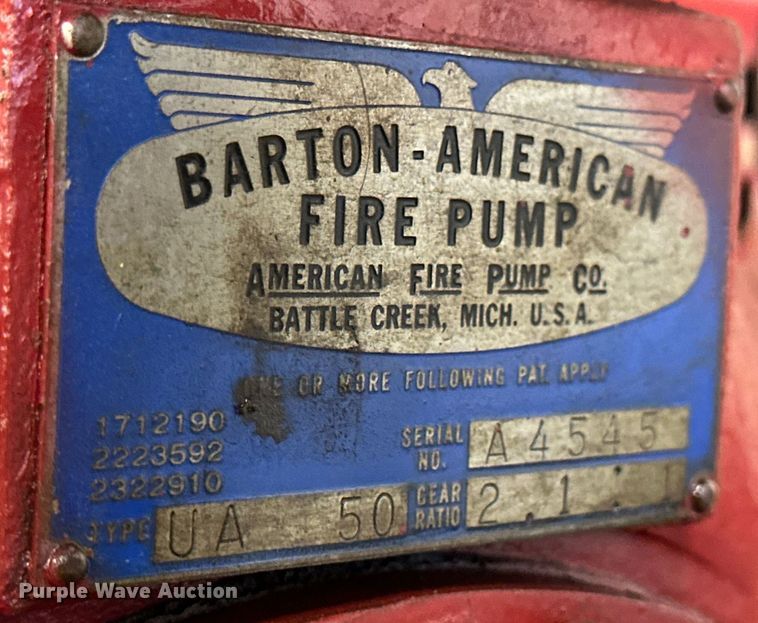 BARTON-AMERICAN
FIRE PUMP
AMERICAN FIRE PUMP CO.
BATTLE CREEK, MICH. U.S.A.
ONE OR MORE FOLLOWING PAT. APPLY
1712190
2223592
2322910
SERIAL NO. A4545
TYPE UA 50
GEAR RATIO 2.1:1
Purple Wave Auction